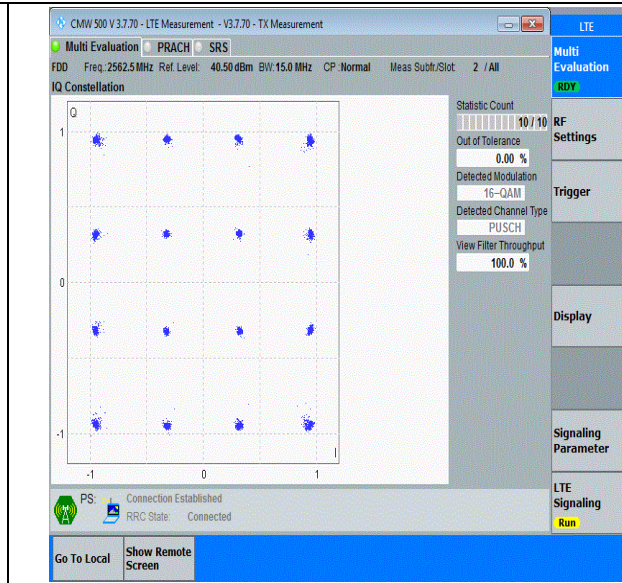 CMW 500 V 3.7.70 - LTE Measurement - V3.7.70 - TX Measurement
LTE
Multi Evaluation PRACH SRS
Multi
Evaluation
RDY
FDD Freq.:2562.5 MHz Ref. Level: 40.50 dBm BW:15.0 MHz CP :Normal Meas Subfr./Slot: 2 / All
IQ Constellation
Q
1
0
-1
-1 0 1
I
Statistic Count
10 / 10
Out of Tolerance
0.00 %
Detected Modulation
16-QAM
Detected Channel Type
PUSCH
View Filter Throughput
100.0 %
RF
Settings
Trigger
Display
Signaling
Parameter
LTE
Signaling
Run
PS: Connection Established
RRC State: Connected
Go To Local
Show Remote
Screen